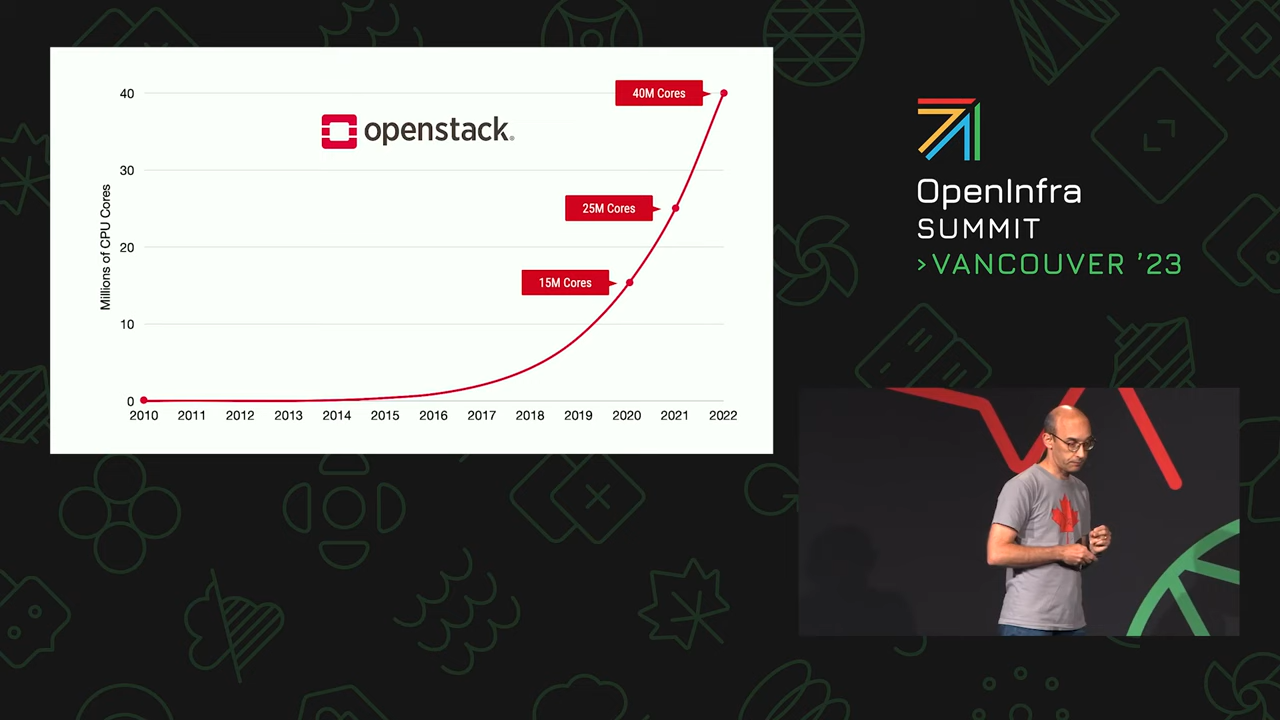 40
30
20
10
0
Millions of CPU Cores
openstack®
40M Cores
25M Cores
15M Cores
2010 2011 2012 2013 2014 2015 2016 2017 2018 2019 2020 2021 2022
OpenInfra
SUMMIT
>VANCOUVER ’23